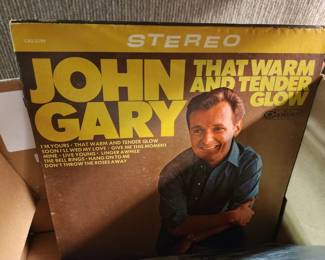 STEREO
JOHN
GARY
THAT WARM
AND TENDER
GLOW
I'M YOURS · THAT WARM AND TENDER GLOW
SOON I'LL WED MY LOVE · GIVE ME THIS MOMENT
MINE · LIVE YOUNG · LINGER AWHILE
THE BELL RINGS · HANG ON TO ME
DON'T THROW THE ROSES AWAY